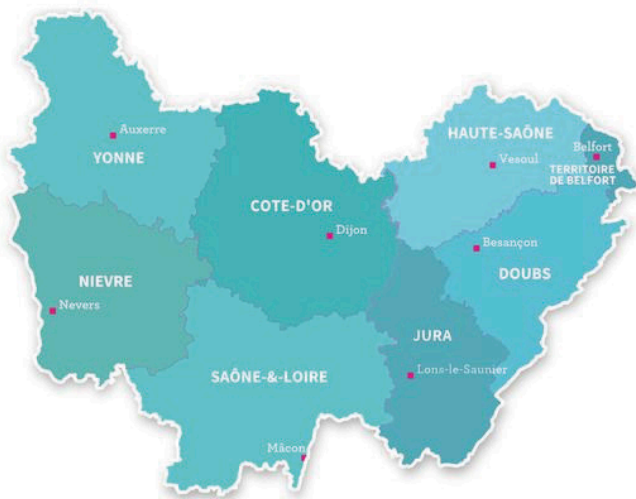 Auxerre
YONNE
HAUTE-SAÔNE
Belfort
Vesoul
TERRITOIRE
DE BELFORT
COTE-D'OR
Dijon
Besançon
DOUBS
NIEVRE
Nevers
JURA
SAÔNE-&-LOIRE
Lons-le-Saunier
Mâcon